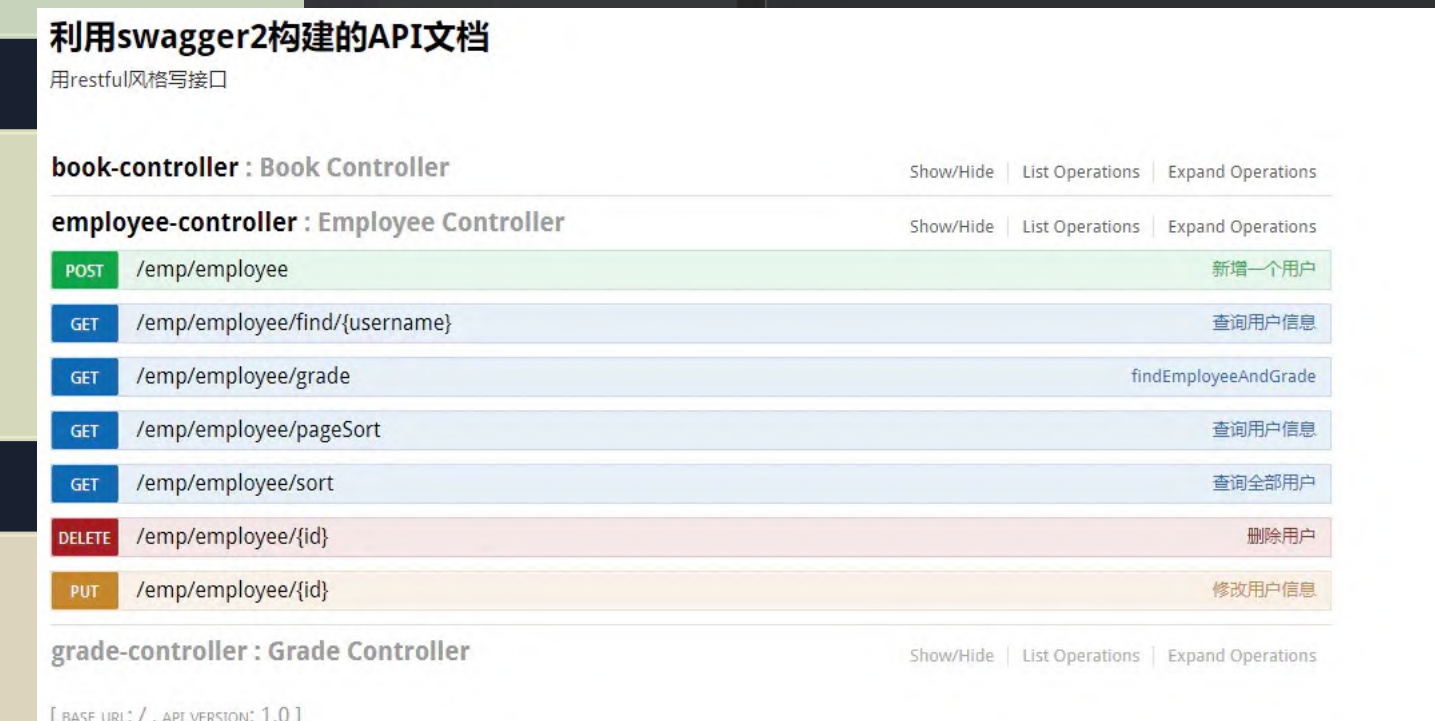 利用swagger2构建的API文档
用restful风格写接口
book-controller : Book Controller Show/Hide List Operations Expand Operations
employee-controller : Employee Controller Show/Hide List Operations Expand Operations
POST /emp/employee 新增一个用户
GET /emp/employee/find/{username} 查询用户信息
GET /emp/employee/grade findEmployeeAndGrade
GET /emp/employee/pageSort 查询用户信息
GET /emp/employee/sort 查询全部用户
DELETE /emp/employee/{id} 删除用户
PUT /emp/employee/{id} 修改用户信息
grade-controller : Grade Controller Show/Hide List Operations Expand Operations
[ BASE URL: / , API VERSION: 1.0 ]